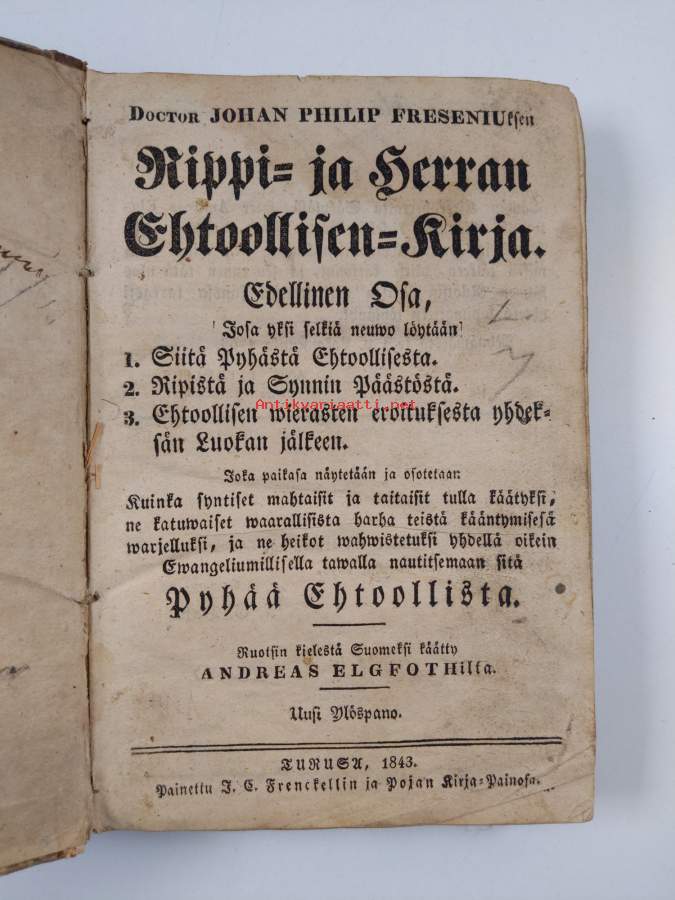 DOCTOR JOHAN PHILIP FRESENIUksen
Rippi= ja Herran
Ehtoollisen=Kirja.
Edellinen Osa,
Josa yksi selkiä neuwo löytään
1. Siitä Pyhästä Ehtoollisesta.
2. Ripistä ja Synnin Päästöstä.
Antikvariaatti.net
3. Ehtoollisen wierasten eroituksesta yhdek=
sän Luokan jälkeen.
Joka paikasa näytetään ja osotetaan
Kuinka syntiset mahtaisit ja taitaisit tulla käätyksi,
ne katuwaiset waarallisista harha teistä kääntymisesä
warjelluksi, ja ne heikot wahwistetuksi yhdellä oikein
Ewangeliumillisella tawalla nautitsemaan sitä
Pyhää Ehtoollista.
Ruotsin kielestä Suomeksi käätty
ANDREAS ELGFOTHilta.
Uusi Ylöspano.
TURUSA, 1843.
Painettu J. C. Frenckellin ja Pojan Kirja=Painosa.